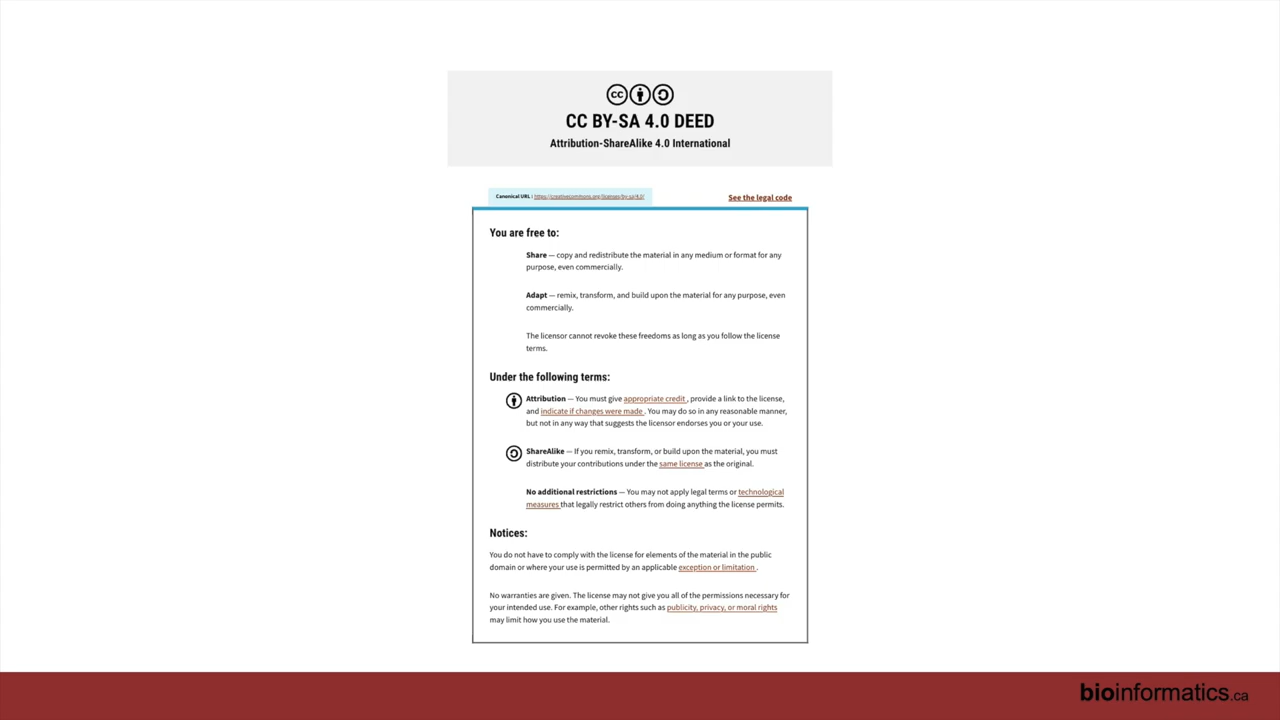 CC BY-SA 4.0 DEED
Attribution-ShareAlike 4.0 International
Canonical URL : https://creativecommons.org/licenses/by-sa/4.0/
See the legal code
You are free to:
Share — copy and redistribute the material in any medium or format for any
purpose, even commercially.
Adapt — remix, transform, and build upon the material for any purpose, even
commercially.
The licensor cannot revoke these freedoms as long as you follow the license
terms.
Under the following terms:
Attribution — You must give appropriate credit , provide a link to the license,
and indicate if changes were made . You may do so in any reasonable manner,
but not in any way that suggests the licensor endorses you or your use.
ShareAlike — If you remix, transform, or build upon the material, you must
distribute your contributions under the same license as the original.
No additional restrictions — You may not apply legal terms or technological
measures that legally restrict others from doing anything the license permits.
Notices:
You do not have to comply with the license for elements of the material in the public
domain or where your use is permitted by an applicable exception or limitation .
No warranties are given. The license may not give you all of the permissions necessary for
your intended use. For example, other rights such as publicity, privacy, or moral rights
may limit how you use the material.
bioinformatics.ca